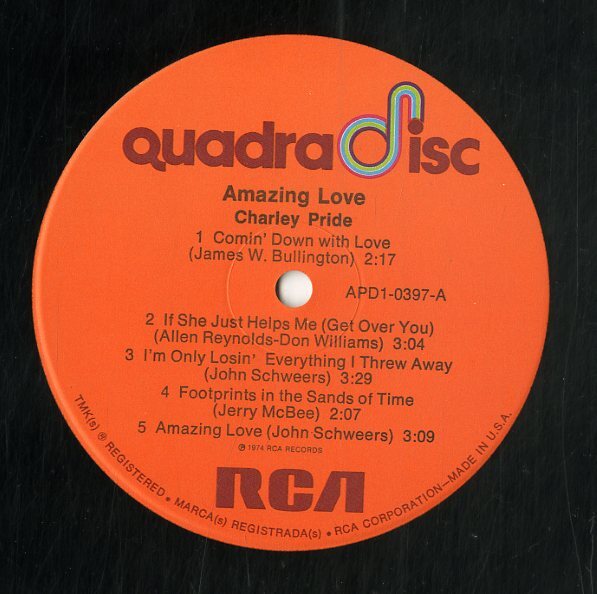 quadradisc
Amazing Love
Charley Pride
1 Comin' Down with Love
(James W. Bullington) 2:17
APD1-0397-A
2 If She Just Helps Me (Get Over You)
(Allen Reynolds-Don Williams) 3:04
3 I'm Only Losin' Everything I Threw Away
(John Schweers) 3:29
4 Footprints in the Sands of Time
(Jerry McBee) 2:07
5 Amazing Love (John Schweers) 3:09
℗ 1974 RCA RECORDS
RCA
TMK(s) ® REGISTERED • MARCA(s) REGISTRADA(s) • RCA CORPORATION—MADE IN U.S.A.